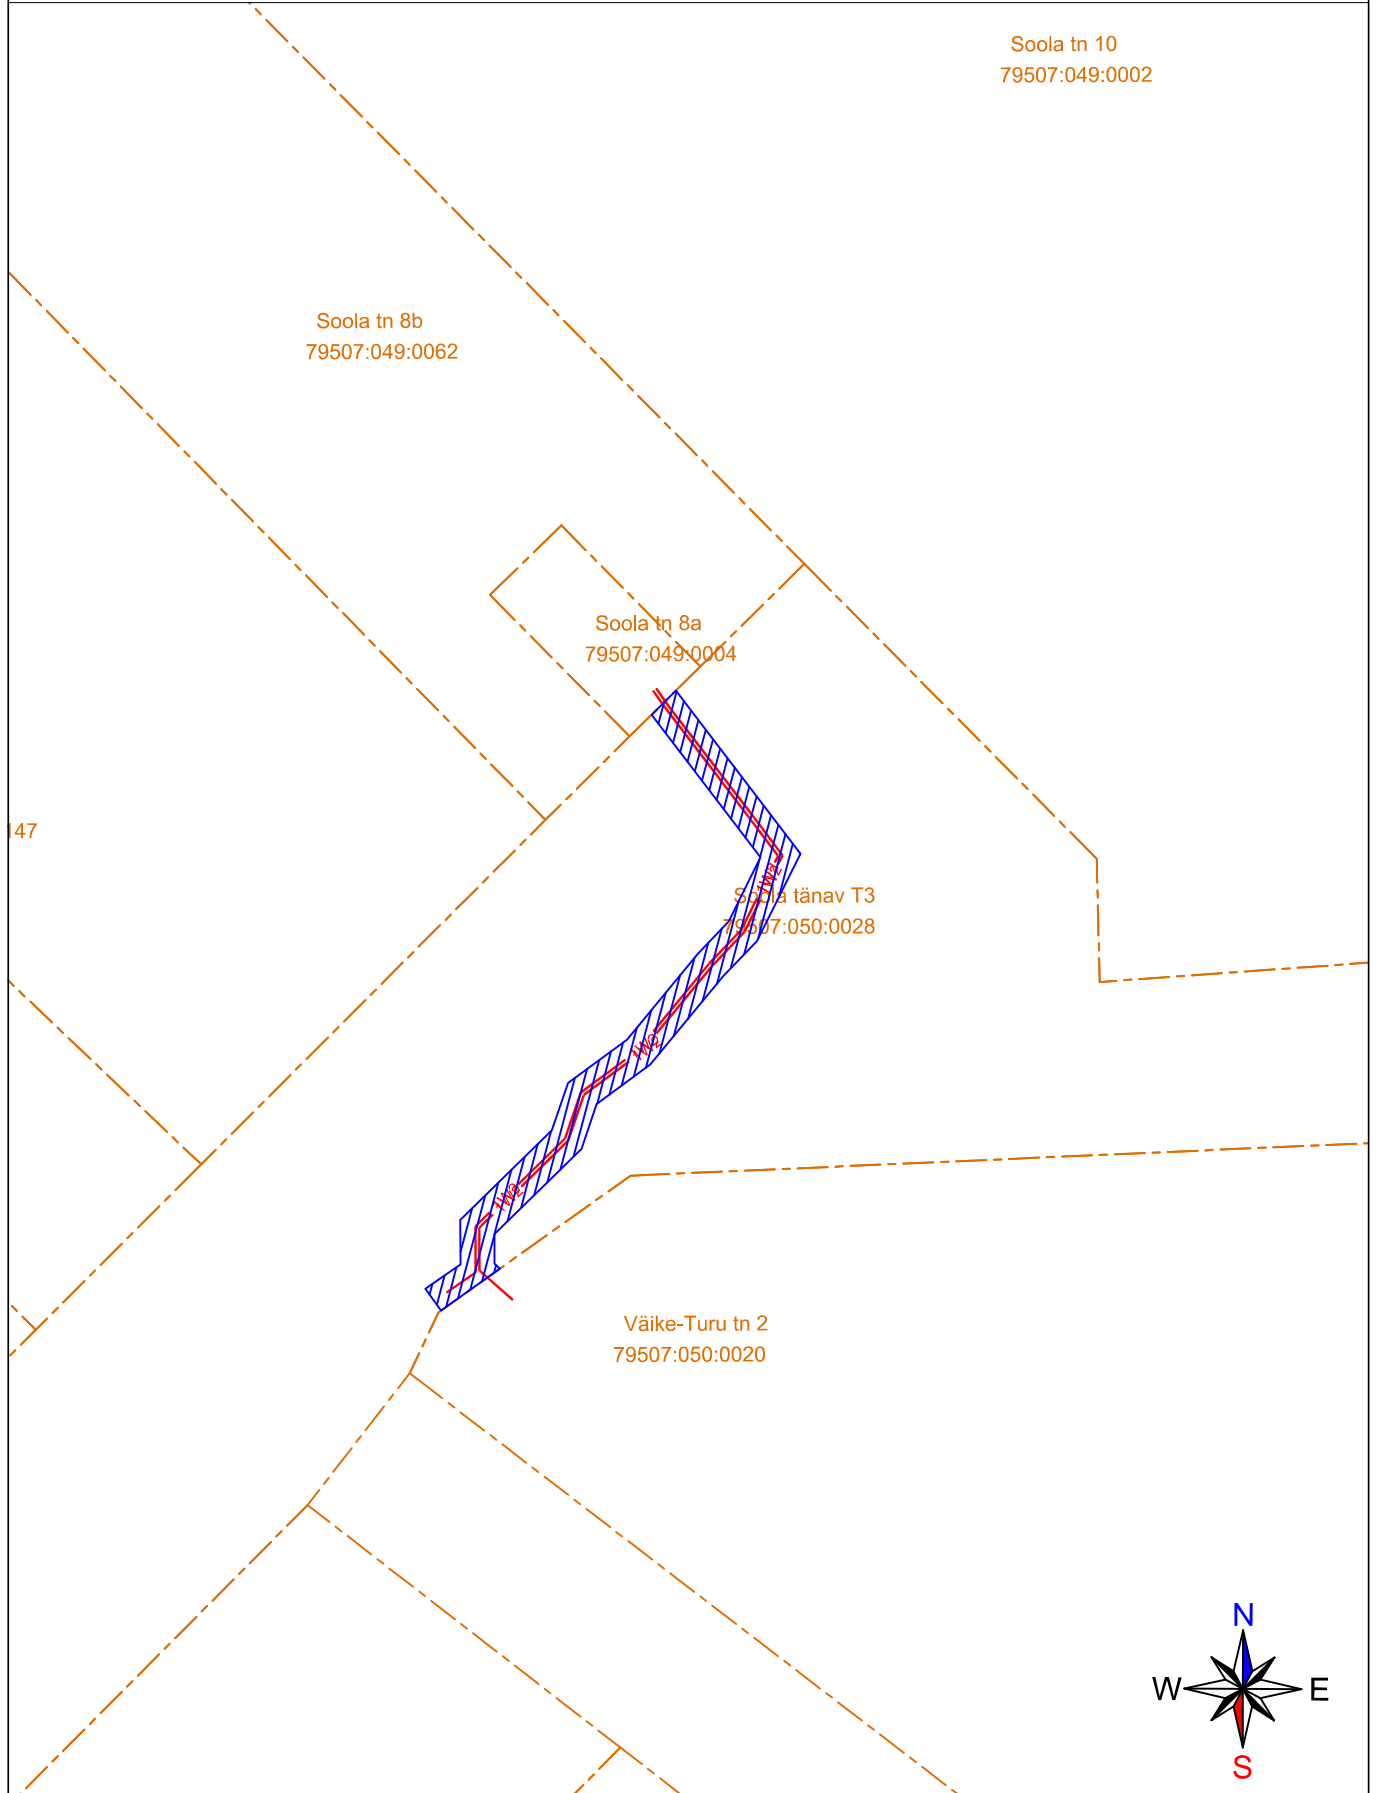 Soola tn 10
79507:049:0002
Soola tn 8b
79507:049:0062
Soola tn 8a
79507:049:0004
147
Soola tänav T3
79507:050:0028
Väike-Turu tn 2
79507:050:0020
N
W
E
S